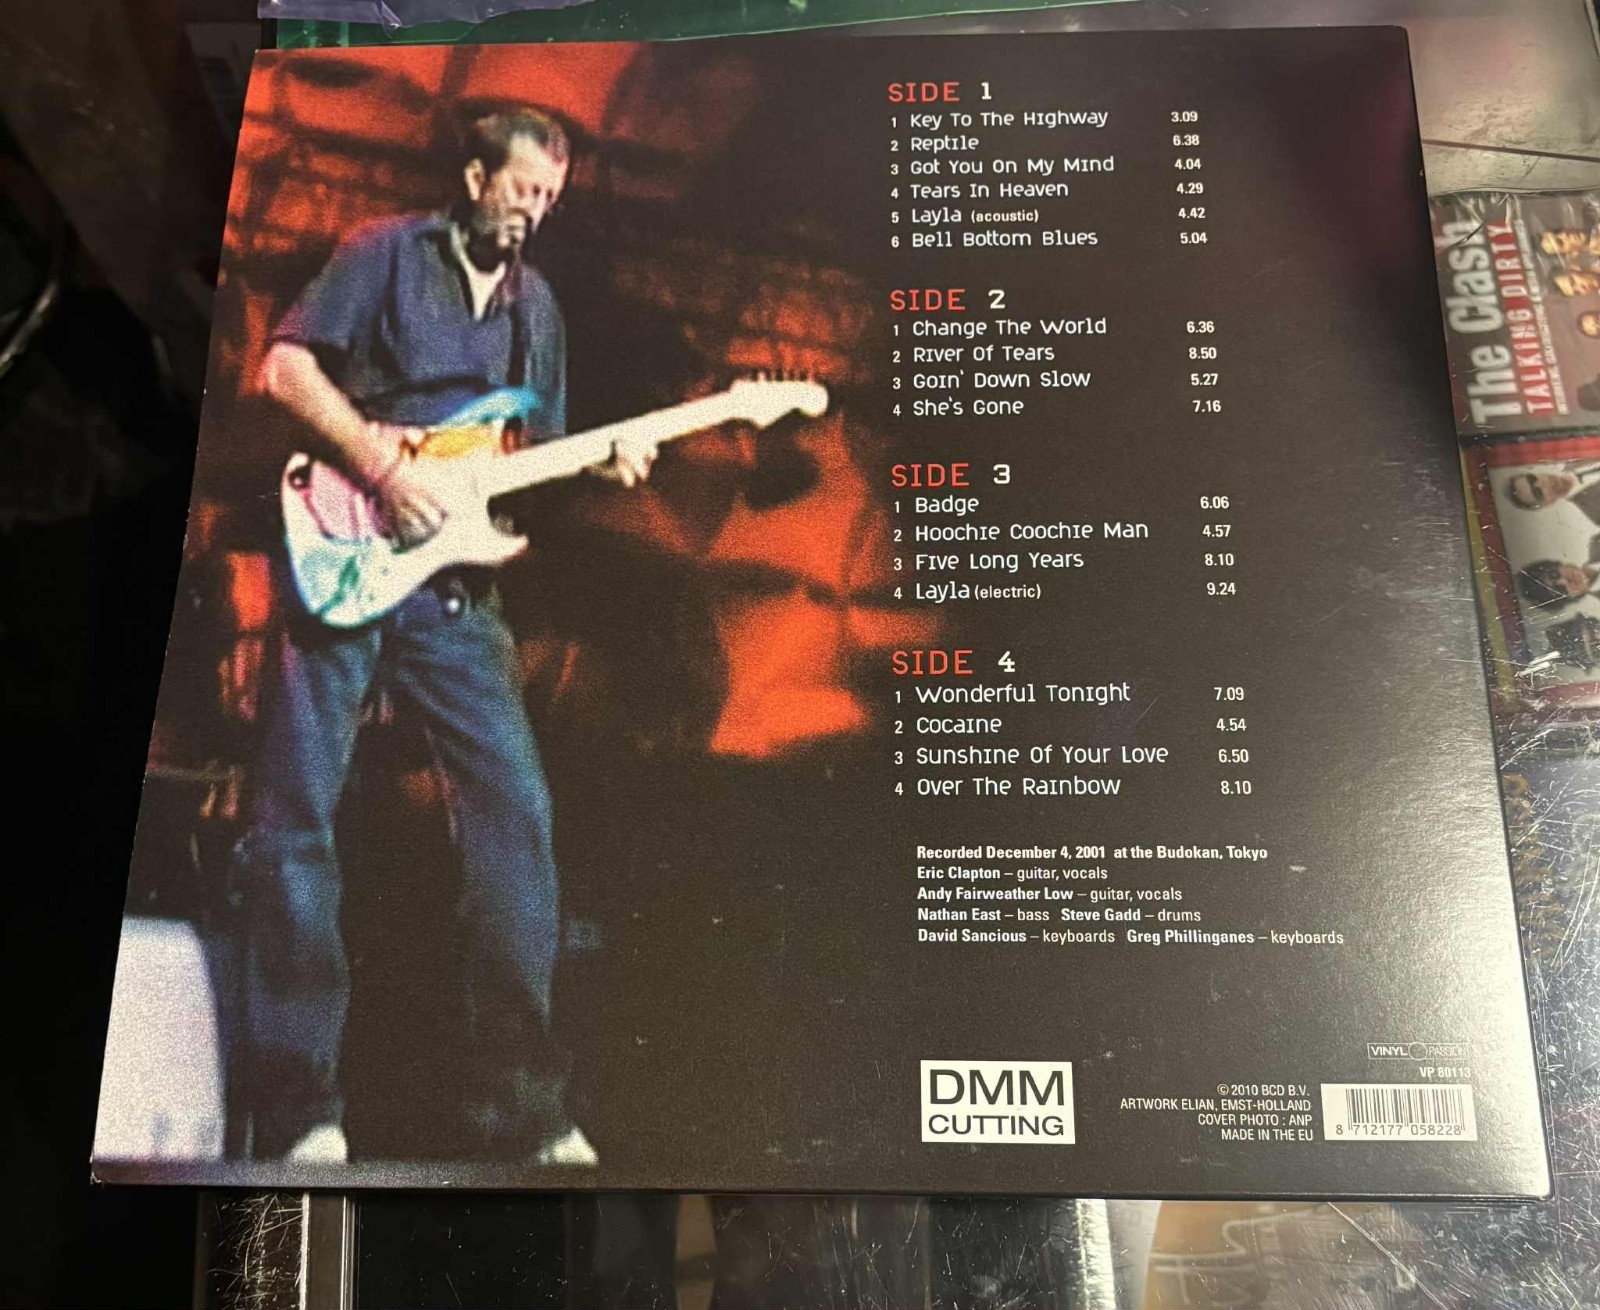 SIDE 1
1 Key To The Highway 3.09
2 Reptile 6.38
3 Got You On My Mind 4.04
4 Tears In Heaven 4.29
5 Layla (acoustic) 4.42
6 Bell Bottom Blues 5.04
SIDE 2
1 Change The World 6.36
2 River Of Tears 8.50
3 Goin' Down Slow 5.27
4 She's Gone 7.16
SIDE 3
1 Badge 6.06
2 Hoochie Coochie Man 4.57
3 Five Long Years 8.10
4 Layla (electric) 9.24
SIDE 4
1 Wonderful Tonight 7.09
2 Cocaine 4.54
3 Sunshine Of Your Love 6.50
4 Over The Rainbow 8.10
Recorded December 4, 2001 at the Budokan, Tokyo
Eric Clapton – guitar, vocals
Andy Fairweather Low – guitar, vocals
Nathan East – bass Steve Gadd – drums
David Sancious – keyboards Greg Phillinganes – keyboards
DMM
CUTTING
VINYL PASSION
VP 80113
© 2010 BCD B.V.
ARTWORK ELIAN, EMST-HOLLAND
COVER PHOTO : ANP
MADE IN THE EU
8 712177 058228
The Clash
TALKING DIRTY